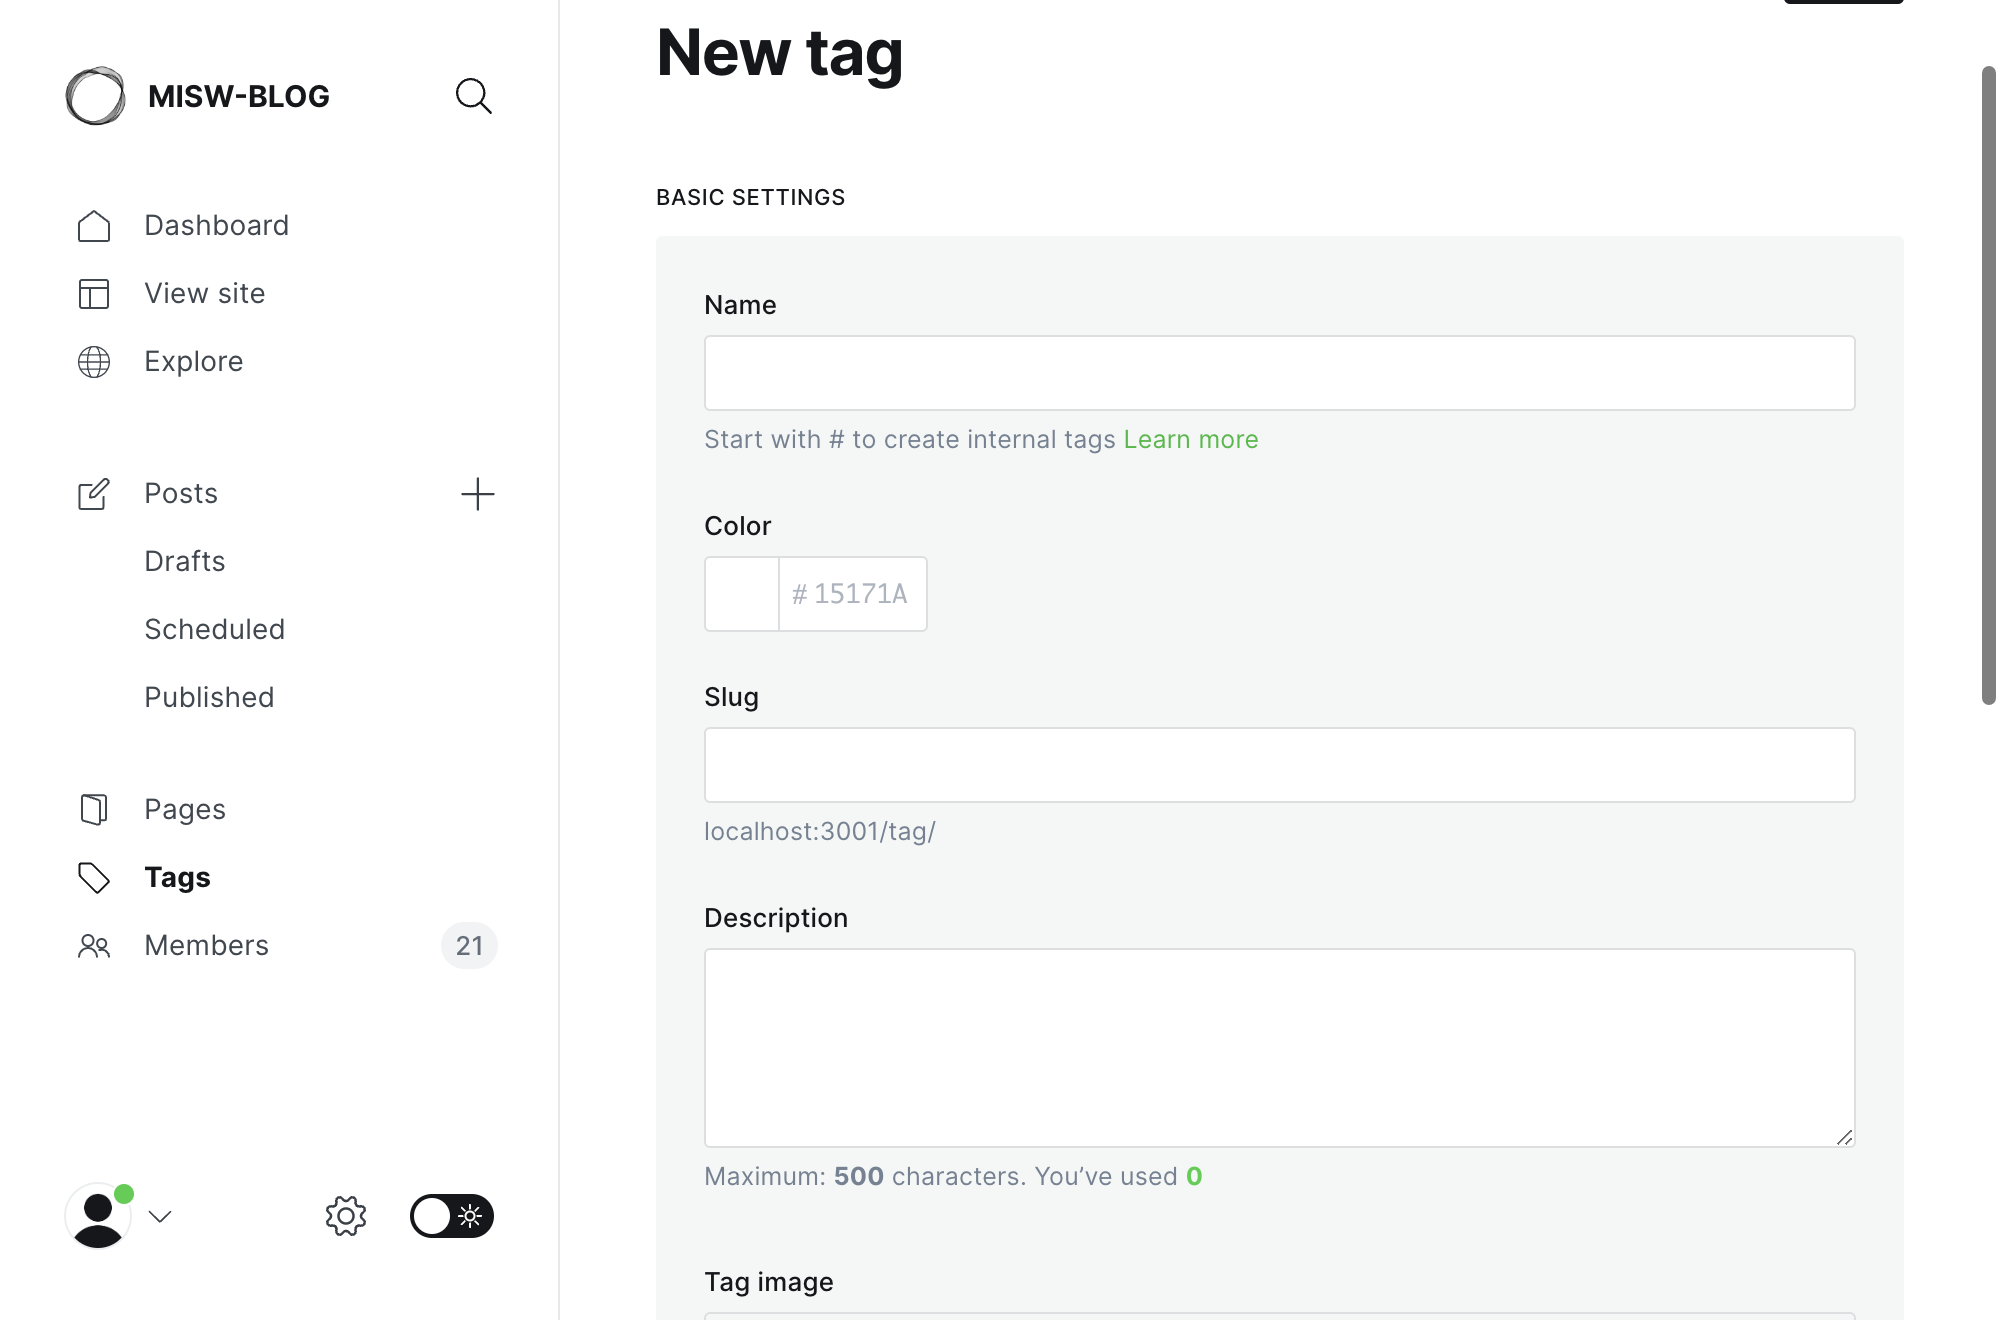 MISW-BLOG
Dashboard
View site
Explore
Posts
Drafts
Scheduled
Published
Pages
Tags
Members
21
New tag
BASIC SETTINGS
Name
Start with # to create internal tags Learn more
Color
# 15171A
Slug
localhost:3001/tag/
Description
Maximum: 500 characters. You’ve used 0
Tag image